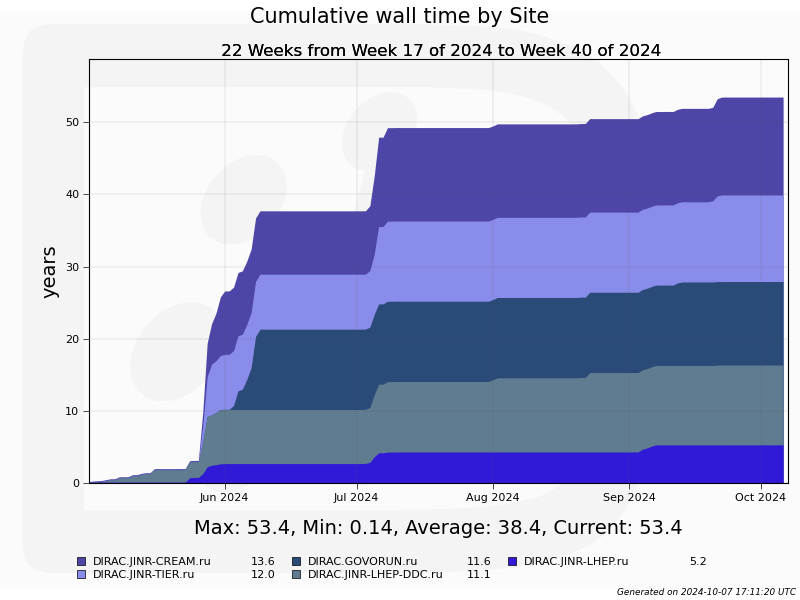 Cumulative wall time by Site
22 Weeks from Week 17 of 2024 to Week 40 of 2024
50
40
30
20
10
0
years
Jun 2024 Jul 2024 Aug 2024 Sep 2024 Oct 2024
Max: 53.4, Min: 0.14, Average: 38.4, Current: 53.4
DIRAC.JINR-CREAM.ru 13.6 DIRAC.GOVORUN.ru 11.6 DIRAC.JINR-LHEP.ru 5.2
DIRAC.JINR-TIER.ru 12.0 DIRAC.JINR-LHEP-DDC.ru 11.1
Generated on 2024-10-07 17:11:20 UTC